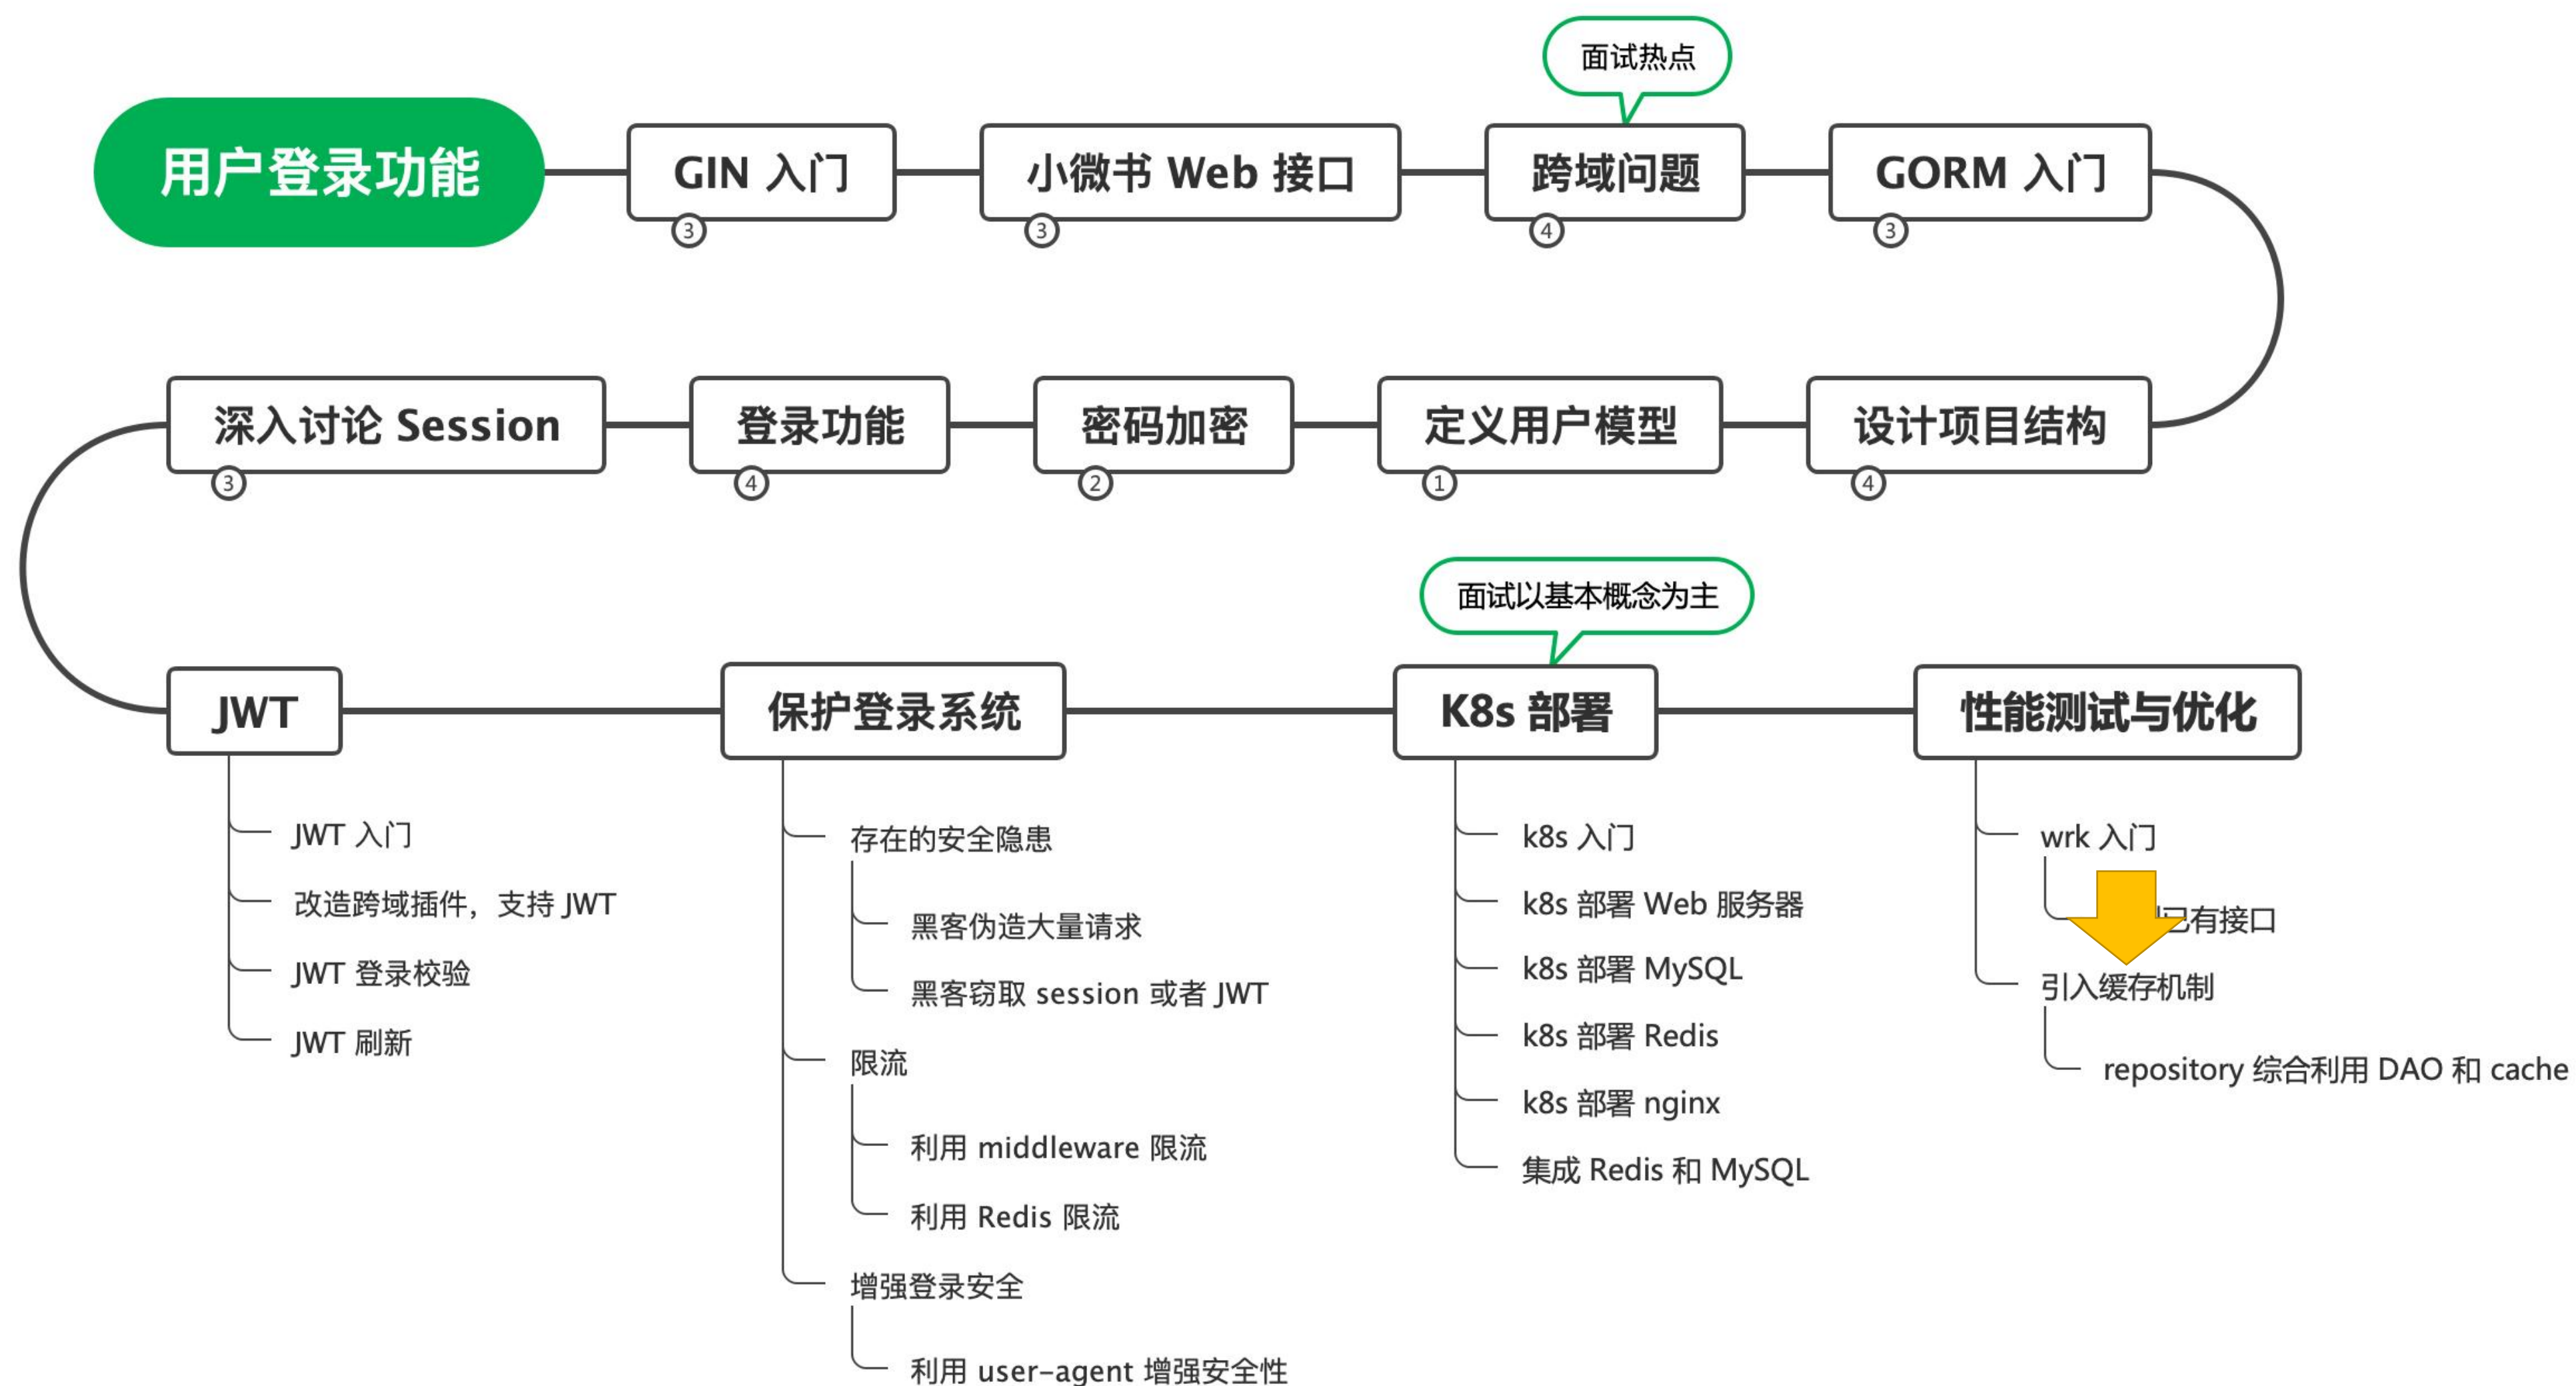 面试热点
用户登录功能
GIN 入门
3
小微书 Web 接口
3
跨域问题
4
GORM 入门
3
深入讨论 Session
3
登录功能
4
密码加密
2
定义用户模型
1
设计项目结构
4
面试以基本概念为主
JWT
JWT 入门
改造跨域插件，支持 JWT
JWT 登录校验
JWT 刷新
保护登录系统
存在的安全隐患
黑客伪造大量请求
黑客窃取 session 或者 JWT
限流
利用 middleware 限流
利用 Redis 限流
增强登录安全
利用 user-agent 增强安全性
K8s 部署
k8s 入门
k8s 部署 Web 服务器
k8s 部署 MySQL
k8s 部署 Redis
k8s 部署 nginx
集成 Redis 和 MySQL
性能测试与优化
wrk 入门
已有接口
引入缓存机制
repository 综合利用 DAO 和 cache